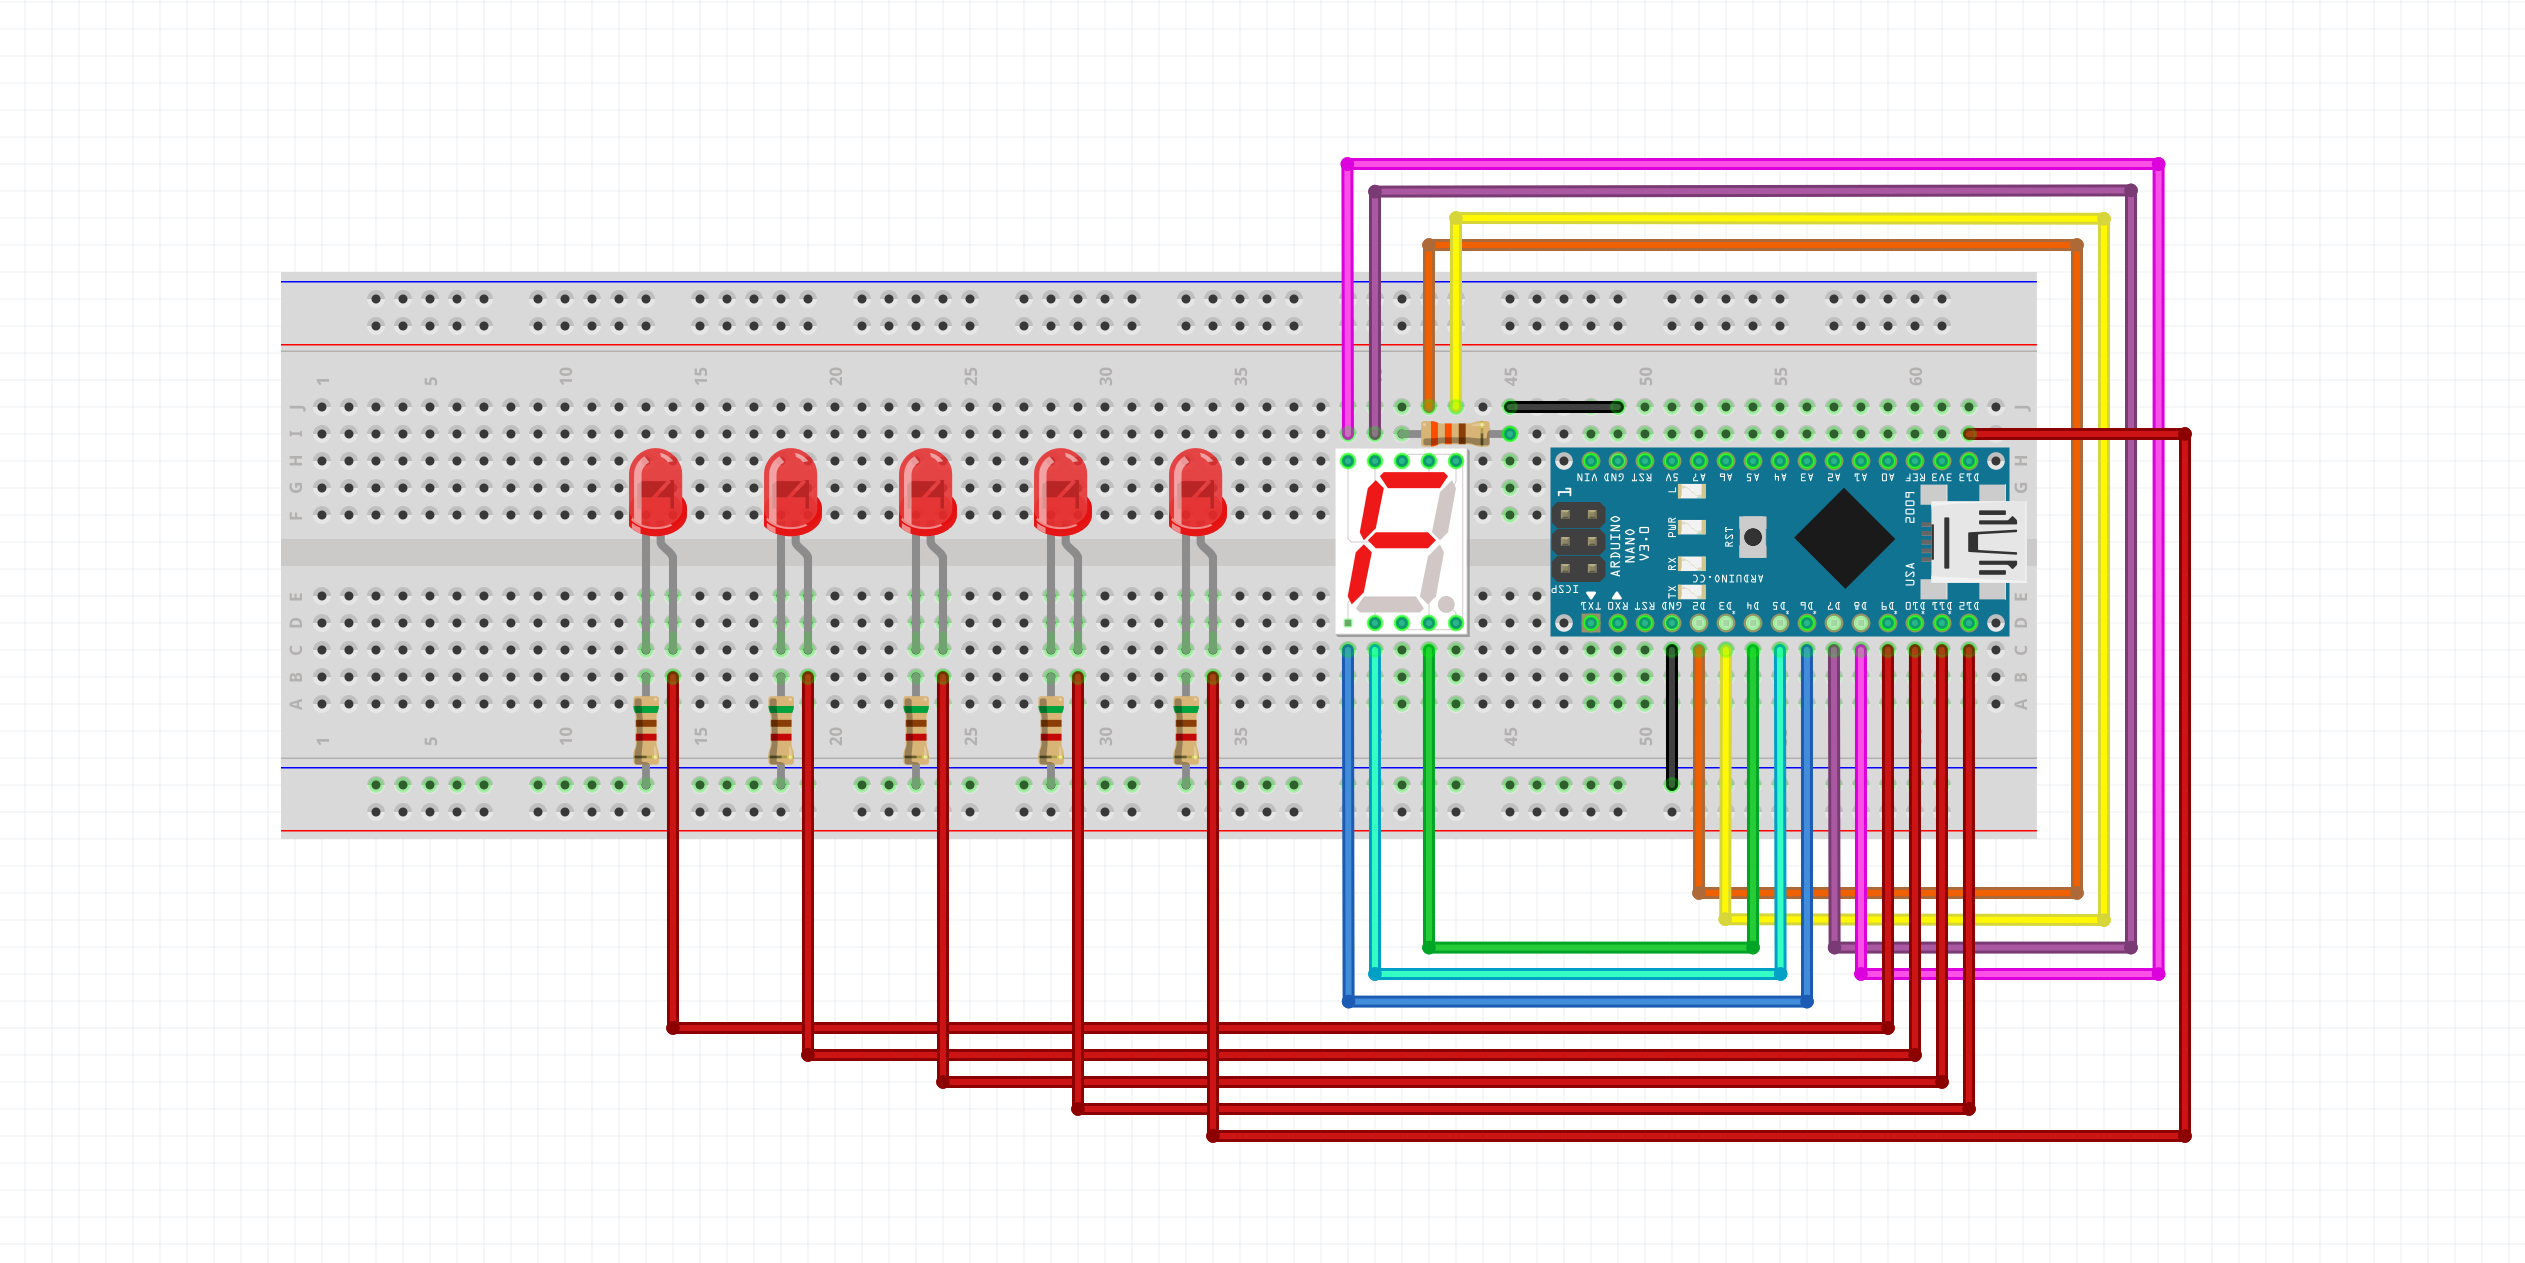 1 5 10 15 20 25 30 35 45 50 55 60
J J
I I
H H
G G
F F
VIN GND RST 5V A7 A6 A5 A4 A3 A2 A1 A0 REF 3V3 D13
1
L
PWR
RX
TX
RST
ARDUINO
NANO
V3.0
ARDUINO.CC
2009
USA
ICSP
TX1 RX0 RST GND D2 D3 D4 D5 D6 D7 D8 D9 D10 D11 D12
E E
D D
C C
B B
A A
1 5 10 15 20 25 30 35 45 50